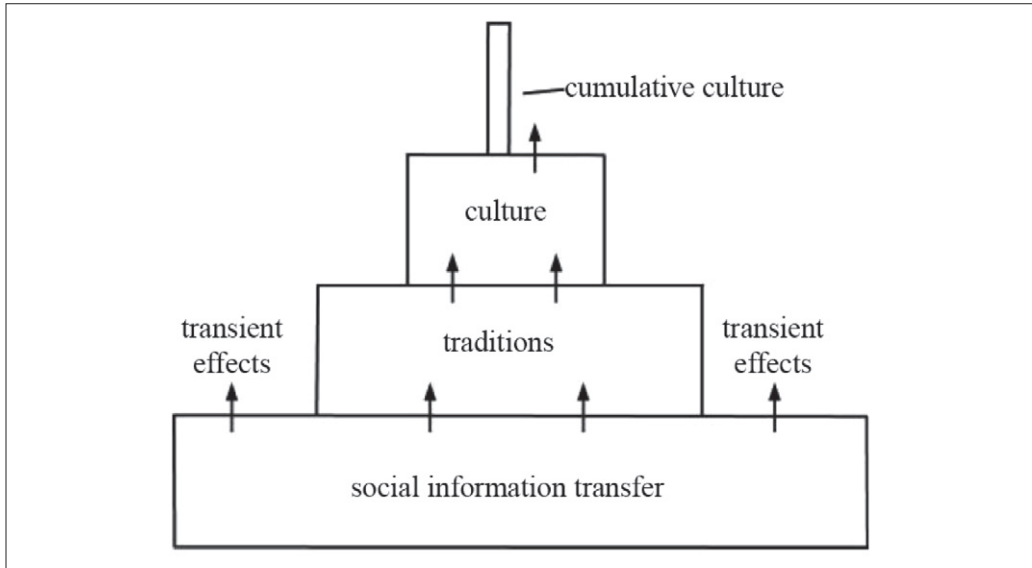 cumulative culture
culture
transient
effects
traditions
transient
effects
social information transfer